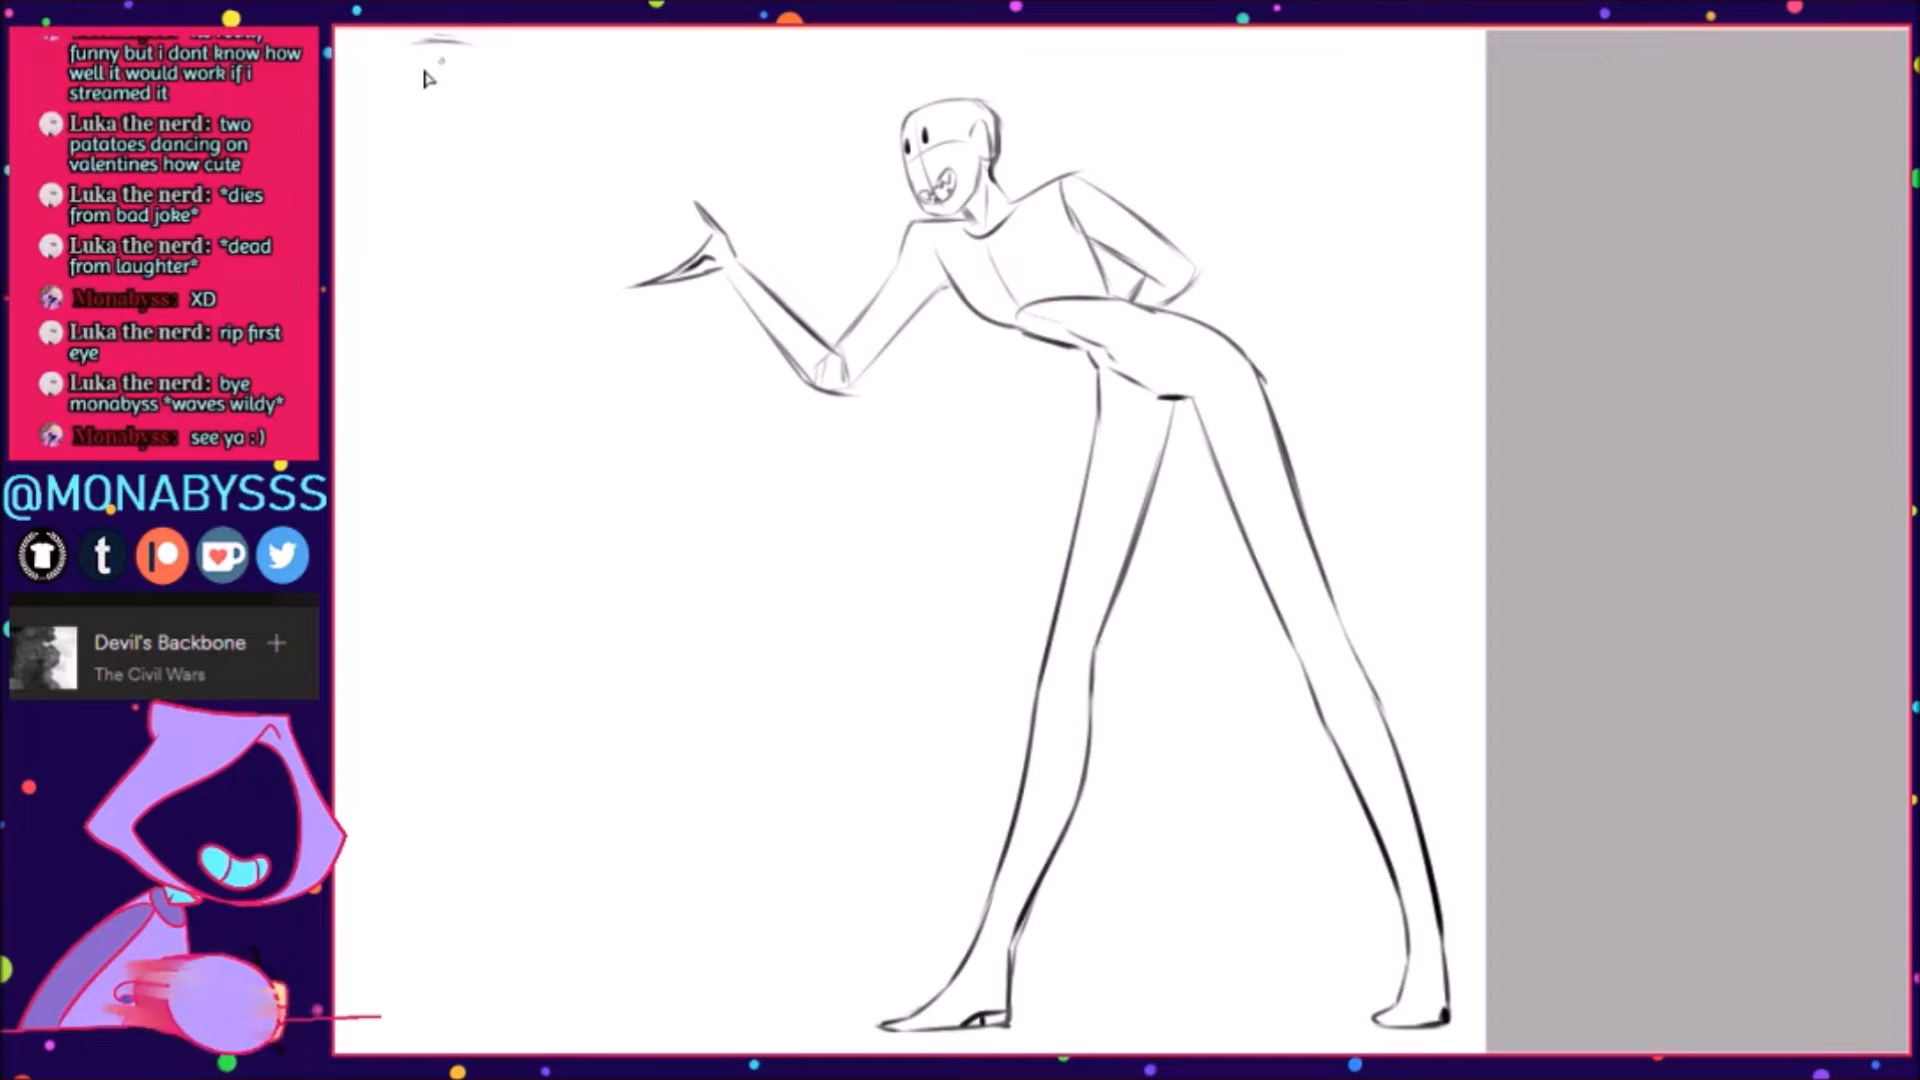 funny but i dont know how
well it would work if i
streamed it
Luka the nerd: two
patatoes dancing on
valentines how cute
Luka the nerd: *dies
from bad joke*
Luka the nerd: *dead
from laughter*
Monabyss: XD
Luka the nerd: rip first
eye
Luka the nerd: bye
monabyss *waves wildy*
Monabyss: see ya :)
@MONABYSSS
Devil's Backbone
The Civil Wars